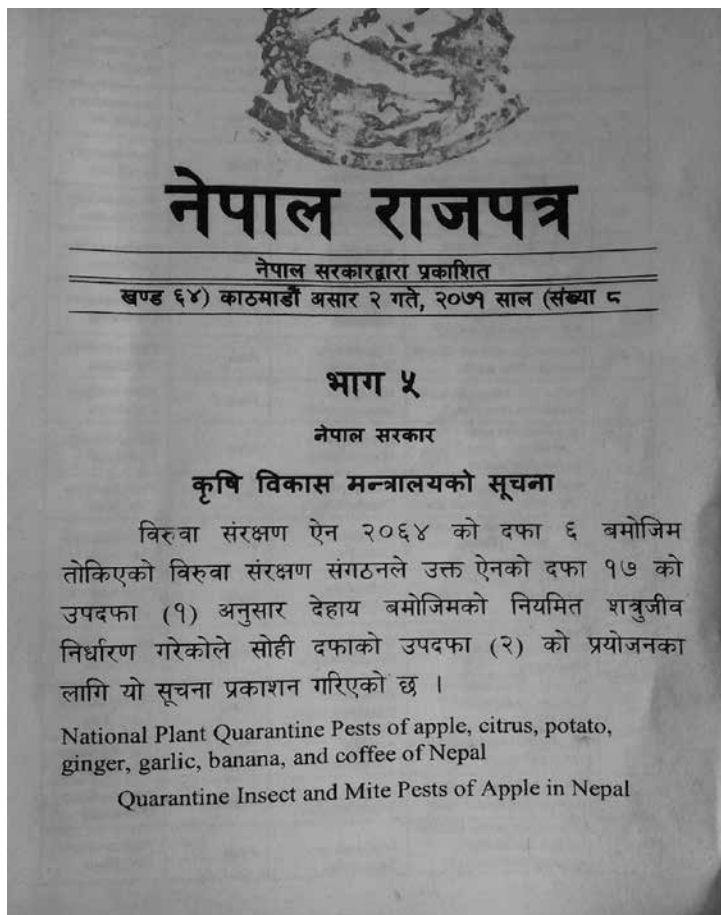 नेपाल राजपत्र
नेपाल सरकारद्वारा प्रकाशित
खण्ड ६४) काठमाडौं असार २ गते, २०७१ साल (संख्या ८
भाग ५
नेपाल सरकार
कृषि विकास मन्त्रालयको सूचना
विरुवा संरक्षण ऐन २०६४ को दफा ६ बमोजिम
तोकिएको विरुवा संरक्षण संगठनले उक्त ऐनको दफा १७ को
उपदफा (१) अनुसार देहाय बमोजिमको नियमित शत्रुजीव
निर्धारण गरेकोले सोही दफाको उपदफा (२) को प्रयोजनका
लागि यो सूचना प्रकाशन गरिएको छ ।
National Plant Quarantine Pests of apple, citrus, potato,
ginger, garlic, banana, and coffee of Nepal
Quarantine Insect and Mite Pests of Apple in Nepal